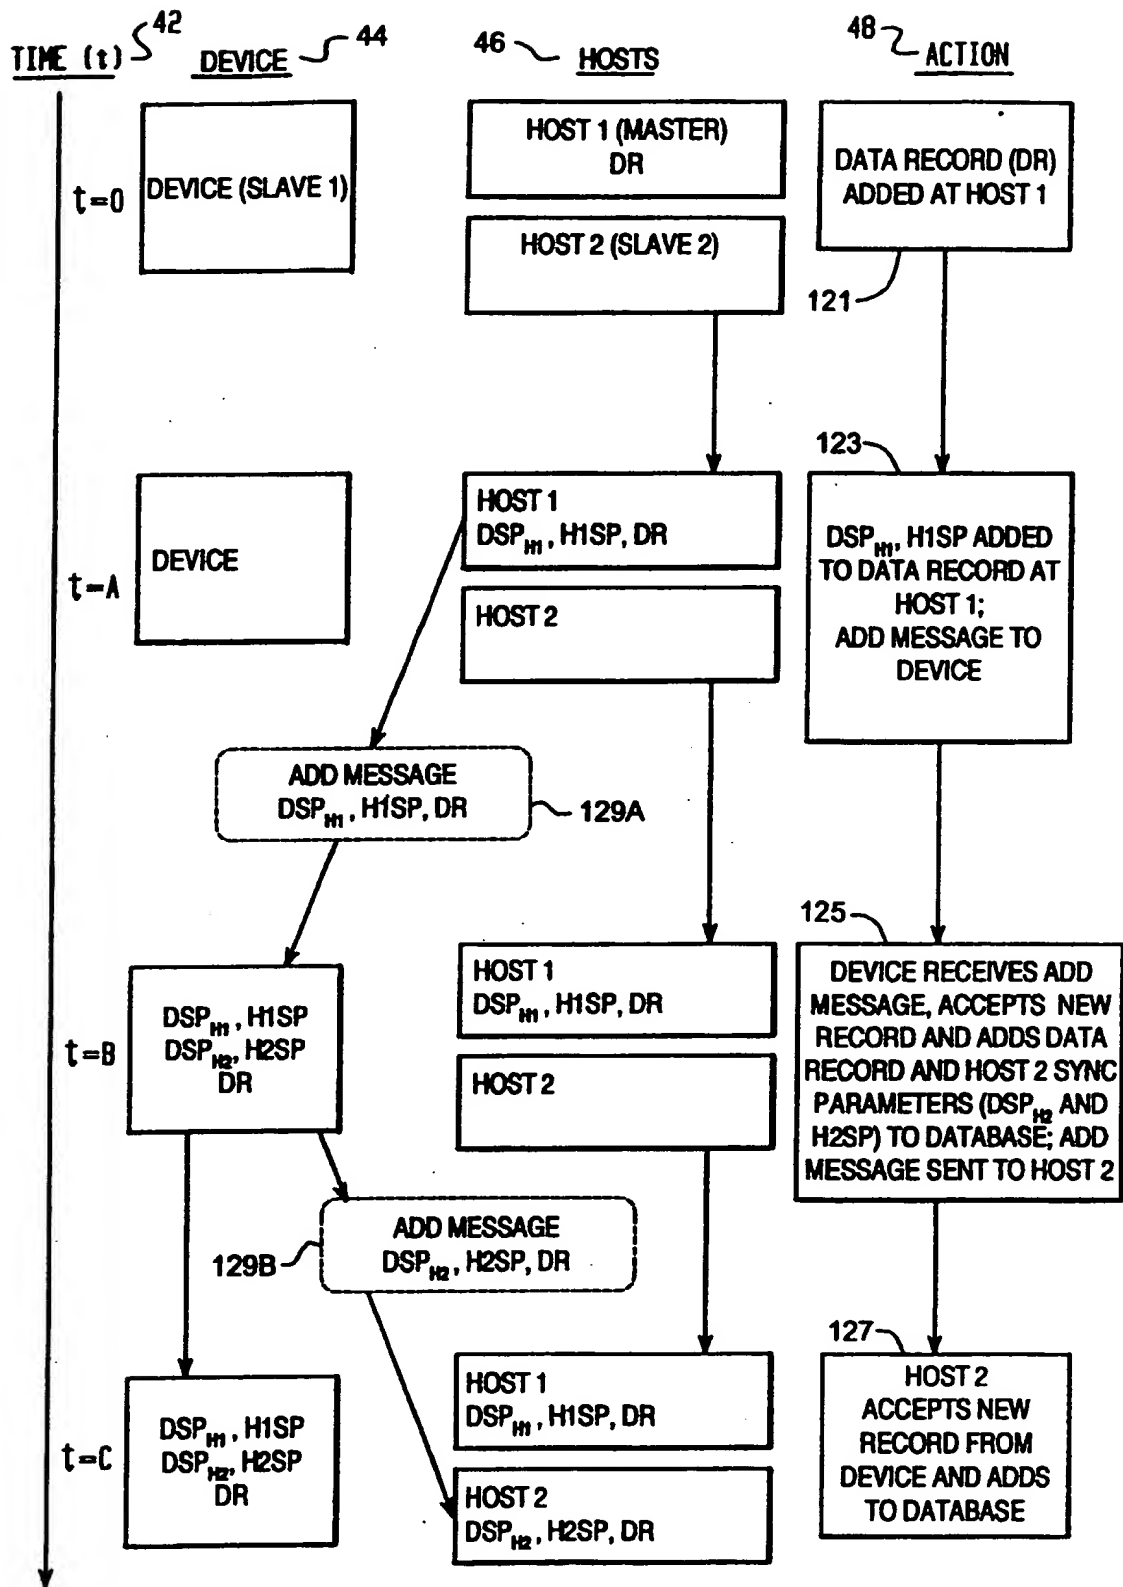 TIME (t) 42
DEVICE 44
46 HOSTS
48 ACTION
t=0
DEVICE (SLAVE 1)
HOST 1 (MASTER)
DR
HOST 2 (SLAVE 2)
DATA RECORD (DR)
ADDED AT HOST 1
121
t=A
DEVICE
HOST 1
DSPH1, H1SP, DR
HOST 2
123
DSPH1, H1SP ADDED
TO DATA RECORD AT
HOST 1;
ADD MESSAGE TO
DEVICE
ADD MESSAGE
DSPH1, H1SP, DR
129A
t=B
DSPH1, H1SP
DSPH2, H2SP
DR
HOST 1
DSPH1, H1SP, DR
HOST 2
125
DEVICE RECEIVES ADD
MESSAGE, ACCEPTS NEW
RECORD AND ADDS DATA
RECORD AND HOST 2 SYNC
PARAMETERS (DSPH2 AND
H2SP) TO DATABASE; ADD
MESSAGE SENT TO HOST 2
ADD MESSAGE
DSPH2, H2SP, DR
129B
t=C
DSPH1, H1SP
DSPH2, H2SP
DR
HOST 1
DSPH1, H1SP, DR
HOST 2
DSPH2, H2SP, DR
127
HOST 2
ACCEPTS NEW
RECORD FROM
DEVICE AND ADDS
TO DATABASE